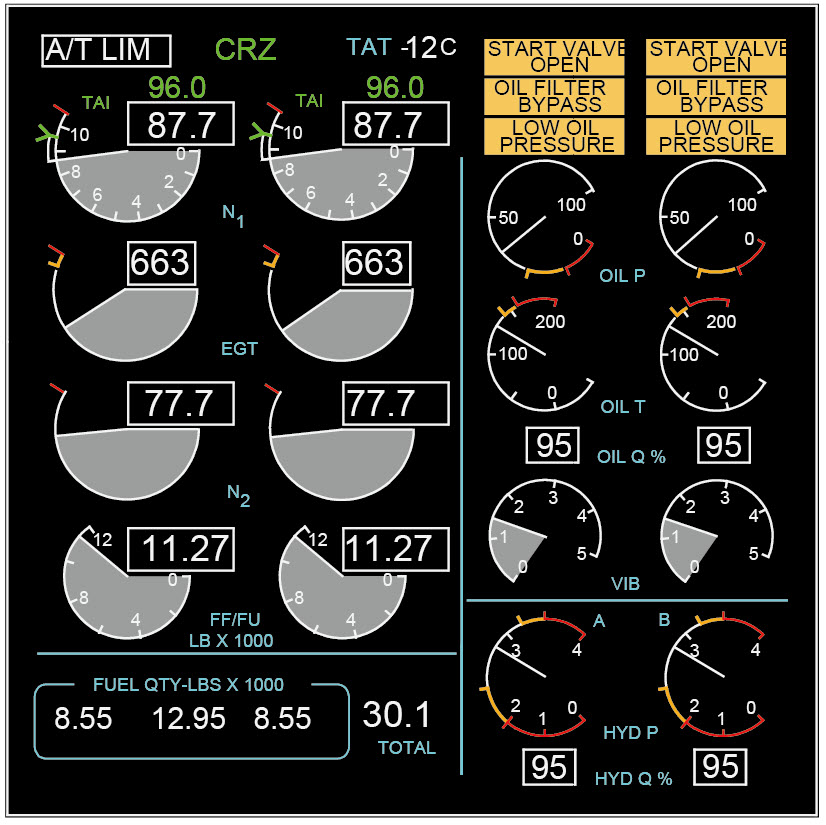 A/T LIM CRZ TAT -12C
96.0 96.0
TAI TAI
87.7 87.7
10 8 6 4 2 0
10 8 6 4 2 0
N1
663 663
EGT
77.7 77.7
N2
11.27 11.27
12 8 4 0
12 8 4 0
FF/FU
LB X 1000
FUEL QTY-LBS X 1000
8.55 12.95 8.55
30.1
TOTAL
START VALVE
OPEN
START VALVE
OPEN
OIL FILTER
BYPASS
OIL FILTER
BYPASS
LOW OIL
PRESSURE
LOW OIL
PRESSURE
50 100 0
50 100 0
OIL P
200 100 0
200 100 0
OIL T
95 95
OIL Q %
0 1 2 3 4 5
0 1 2 3 4 5
VIB
A B
4 3 2 1 0
4 3 2 1 0
HYD P
95 95
HYD Q %